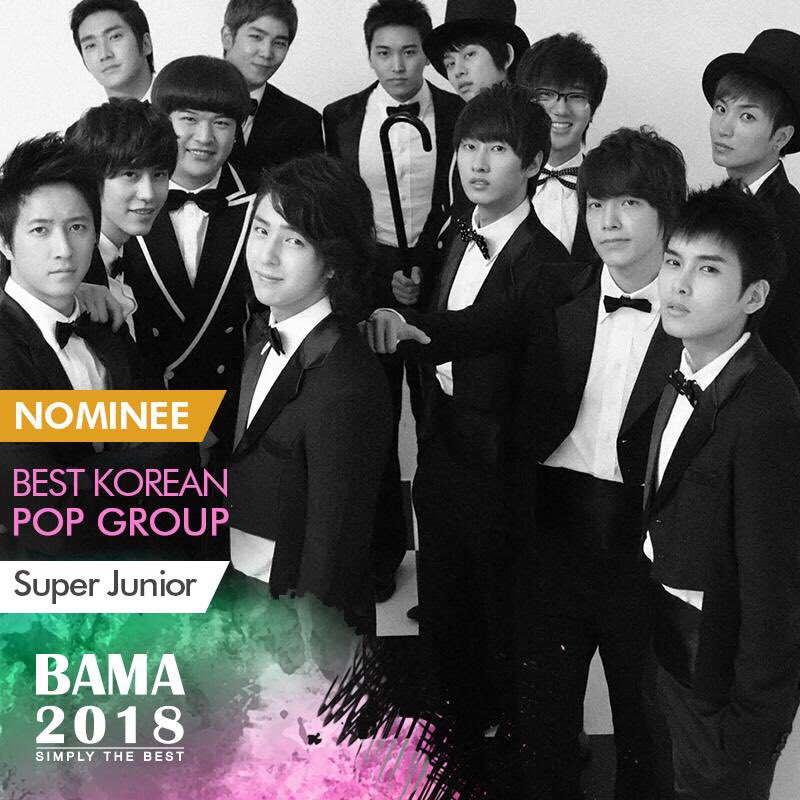 NOMINEE
BEST KOREAN
POP GROUP
Super Junior
BAMA
2018
SIMPLY THE BEST